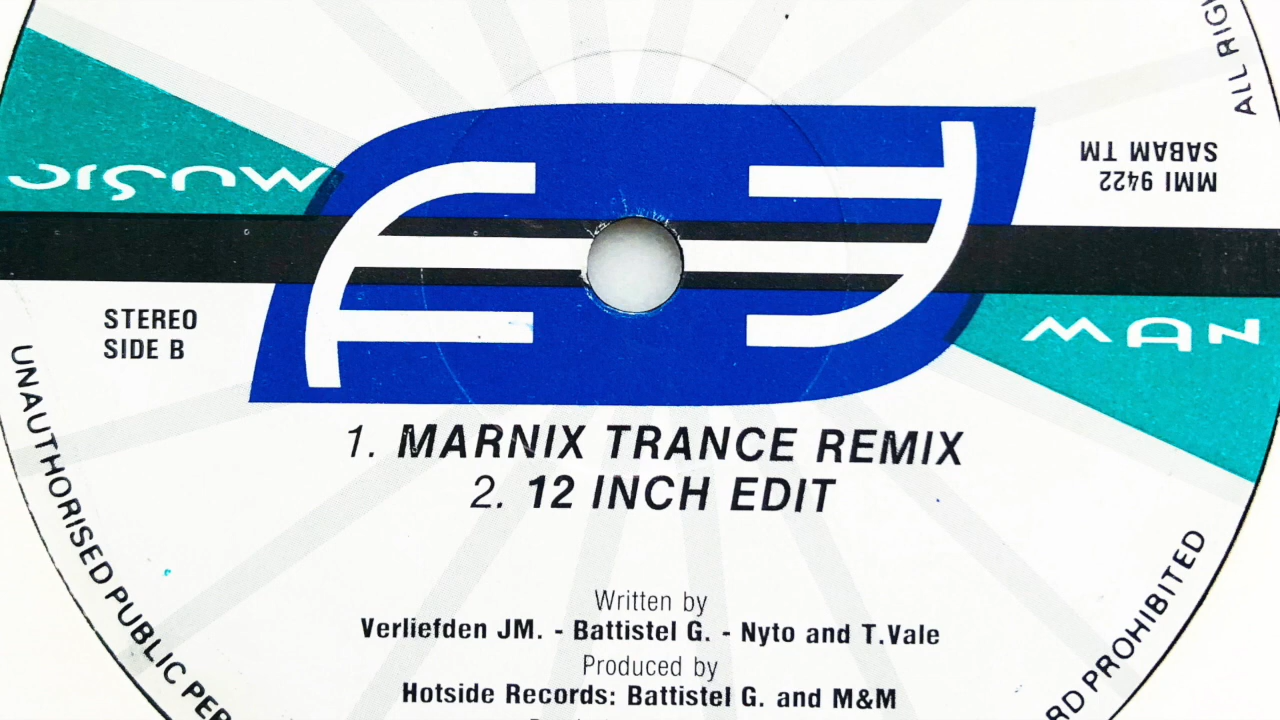 ALL RIG
MUSIC
MMI 9422
SABAM TM
STEREO
SIDE B
MAN
1. MARNIX TRANCE REMIX
2. 12 INCH EDIT
Written by
Verliefden JM. - Battistel G. - Nyto and T.Vale
Produced by
Hotside Records: Battistel G. and M&M
UNAUTHORISED PUBLIC PER
RD PROHIBITED